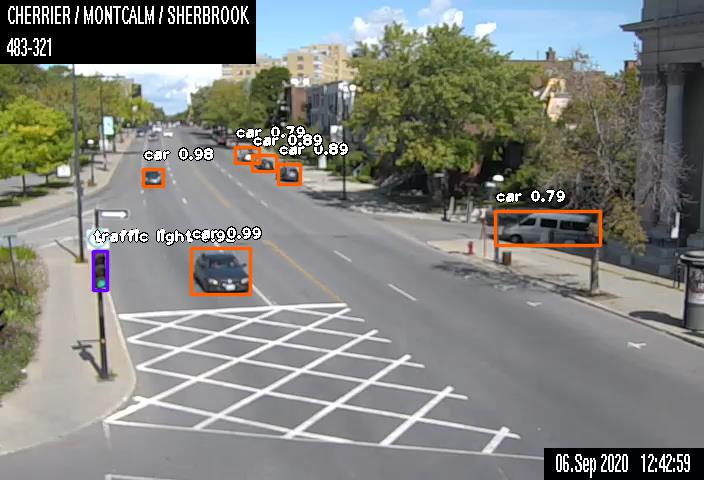 CHERRIER / MONTCALM / SHERBROOK
483-321
car 0.79
car 0.89
car 0.89
car 0.98
car 0.79
traffic light
car 0.99
06.Sep 2020 12:42:59